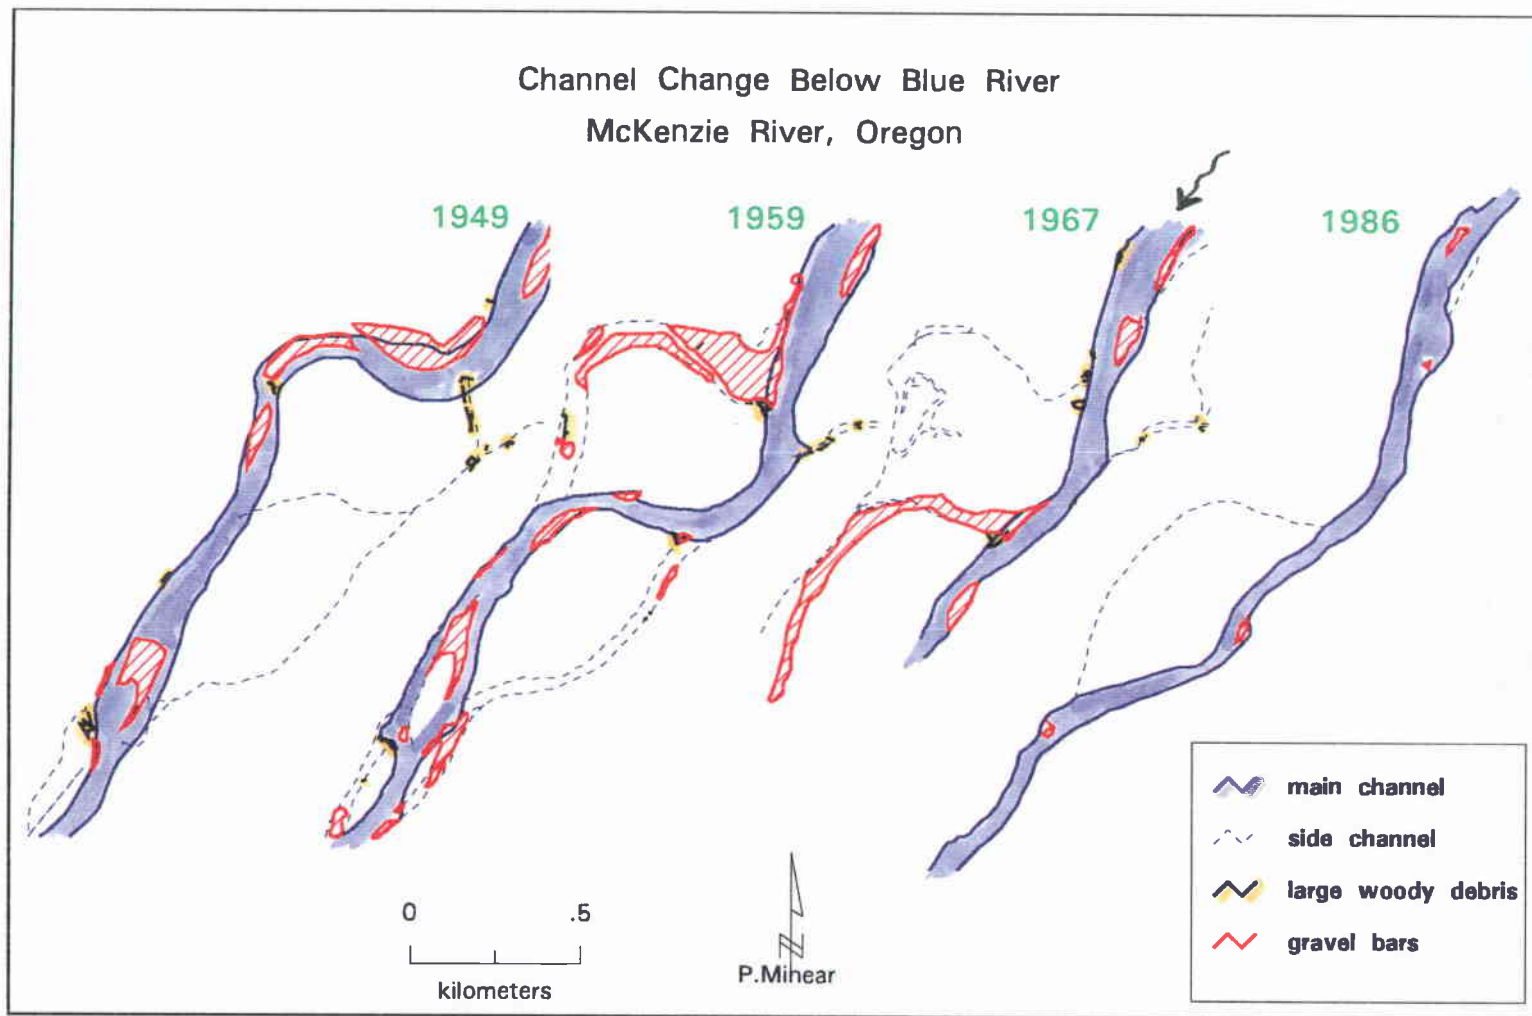 Channel Change Below Blue River
McKenzie River, Oregon
1949
1959
1967
1986
main channel
side channel
large woody debris
gravel bars
0 .5
kilometers
N
P.Minear